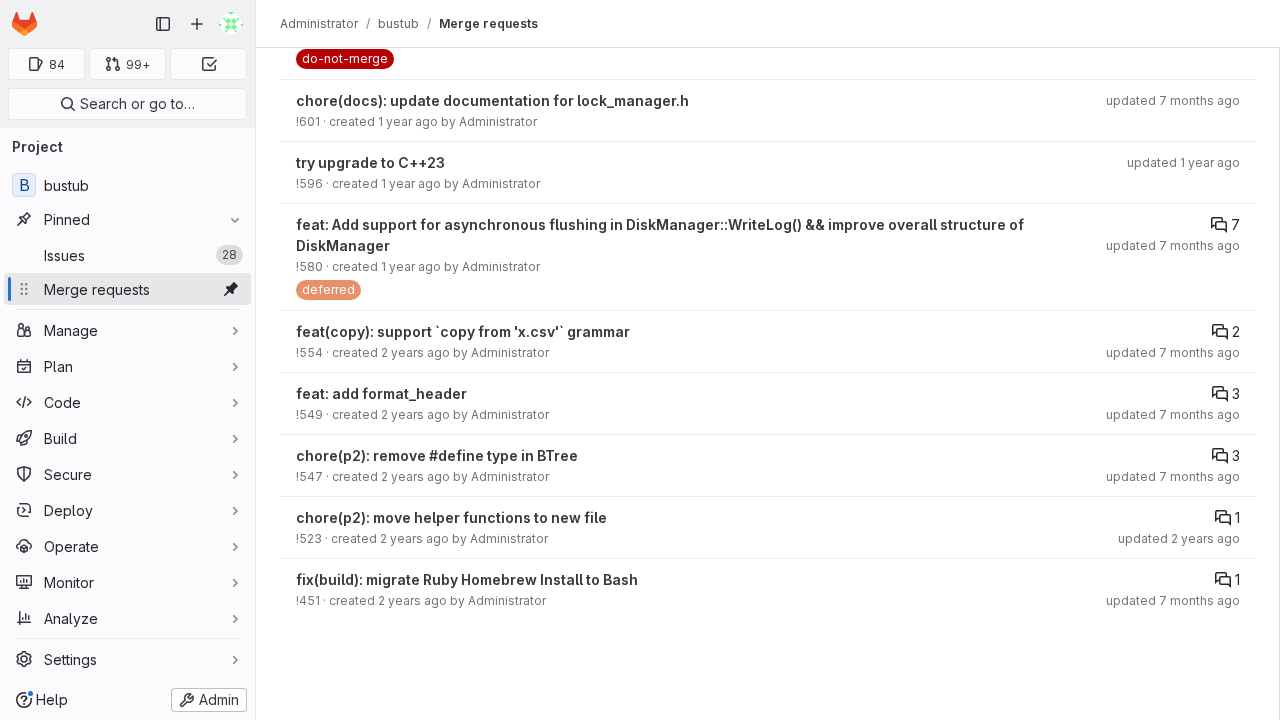 Administrator / bustub / Merge requests
84
99+
Search or go to…
Project
B bustub
Pinned
Issues 28
Merge requests
Manage
Plan
Code
Build
Secure
Deploy
Operate
Monitor
Analyze
Settings
Help
Admin
do-not-merge
chore(docs): update documentation for lock_manager.h
updated 7 months ago
!601 · created 1 year ago by Administrator
try upgrade to C++23
updated 1 year ago
!596 · created 1 year ago by Administrator
feat: Add support for asynchronous flushing in DiskManager::WriteLog() && improve overall structure of
DiskManager
7
updated 7 months ago
!580 · created 1 year ago by Administrator
deferred
feat(copy): support `copy from 'x.csv'` grammar
2
!554 · created 2 years ago by Administrator
updated 7 months ago
feat: add format_header
3
!549 · created 2 years ago by Administrator
updated 7 months ago
chore(p2): remove #define type in BTree
3
!547 · created 2 years ago by Administrator
updated 7 months ago
chore(p2): move helper functions to new file
1
!523 · created 2 years ago by Administrator
updated 2 years ago
fix(build): migrate Ruby Homebrew Install to Bash
1
!451 · created 2 years ago by Administrator
updated 7 months ago